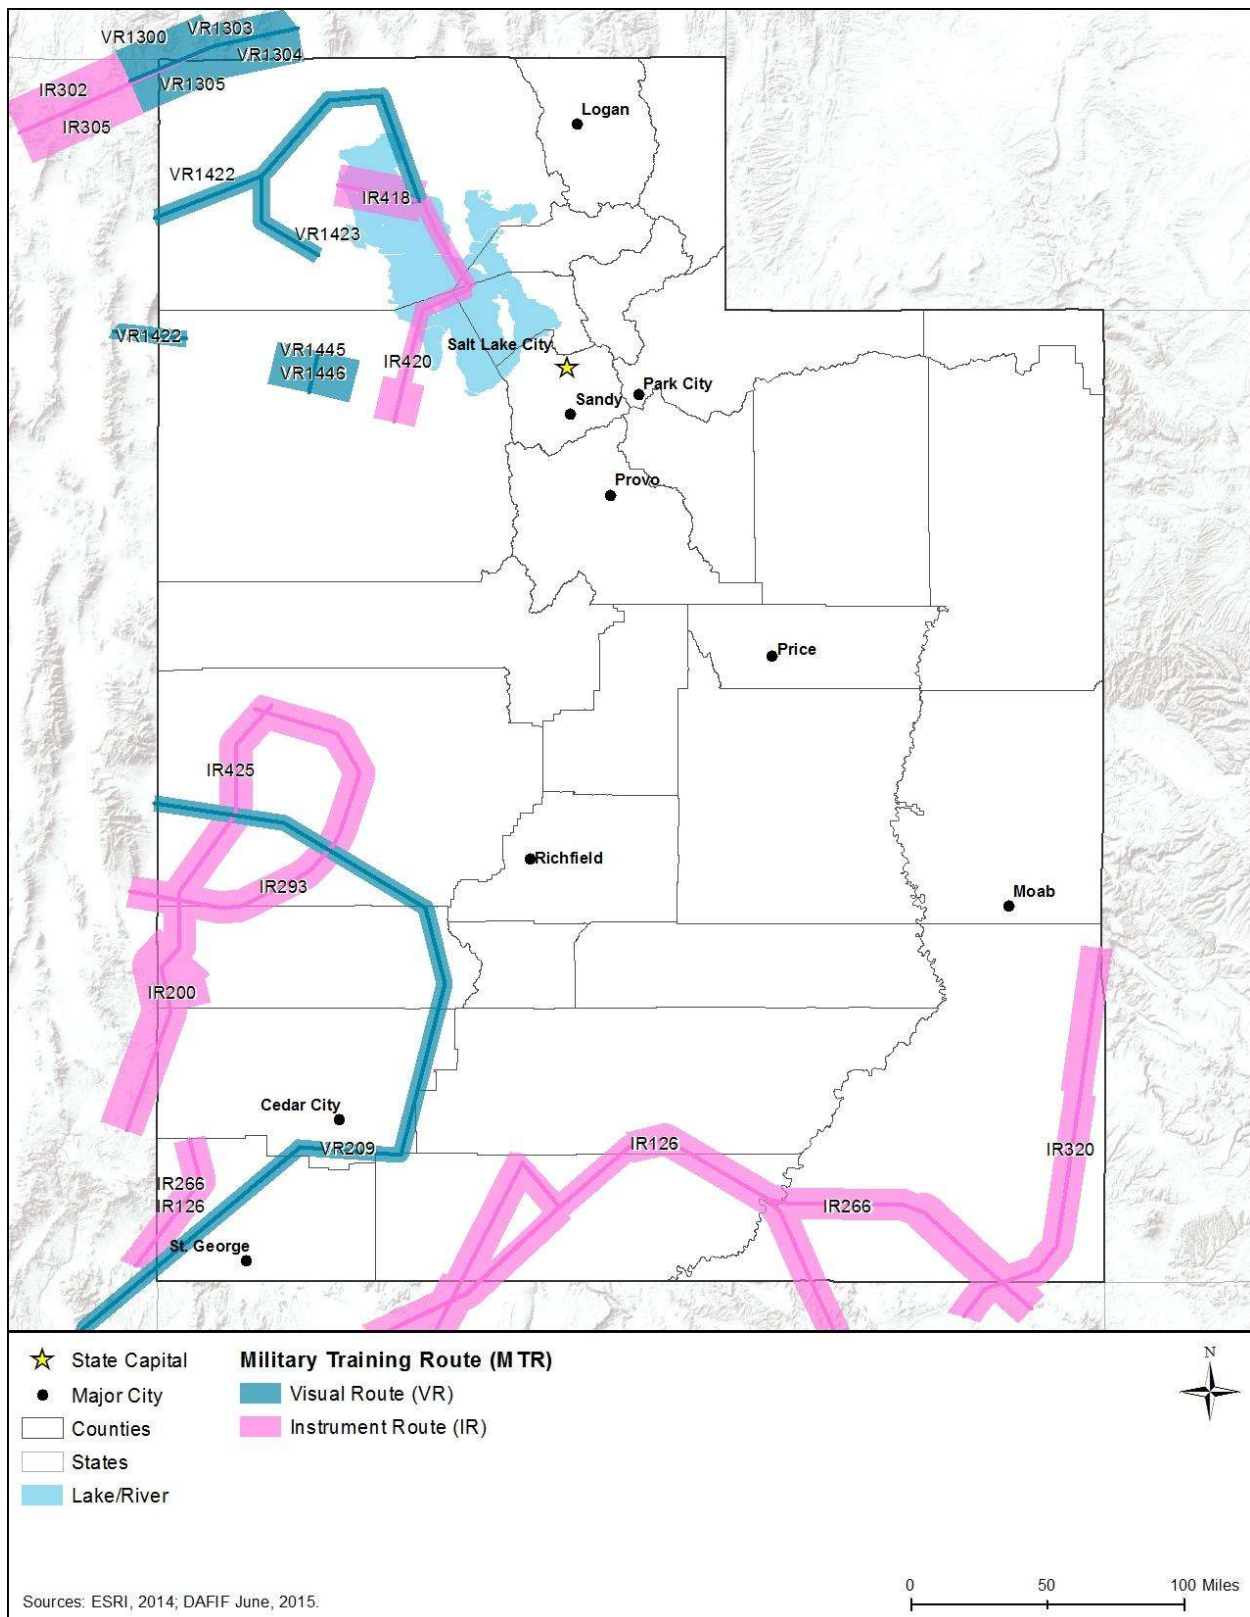 VR1300
VR1303
VR1304
VR1305
IR302
IR305
Logan
VR1422
IR418
VR1423
VR1422
VR1445
VR1446
IR420
Salt Lake City
Park City
Sandy
Provo
Price
IR425
Richfield
IR293
Moab
IR200
Cedar City
VR209
IR126
IR320
IR266
IR126
IR266
St. George
State Capital
Major City
Counties
States
Lake/River
Military Training Route (MTR)
Visual Route (VR)
Instrument Route (IR)
N
0 50 100 Miles
Sources: ESRI, 2014; DAFIF June, 2015.